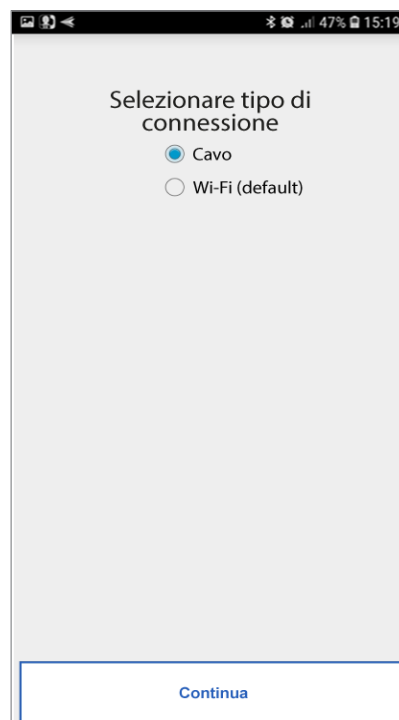 47% 15:19
Selezionare tipo di
connessione
Cavo
Wi-Fi (default)
Continua